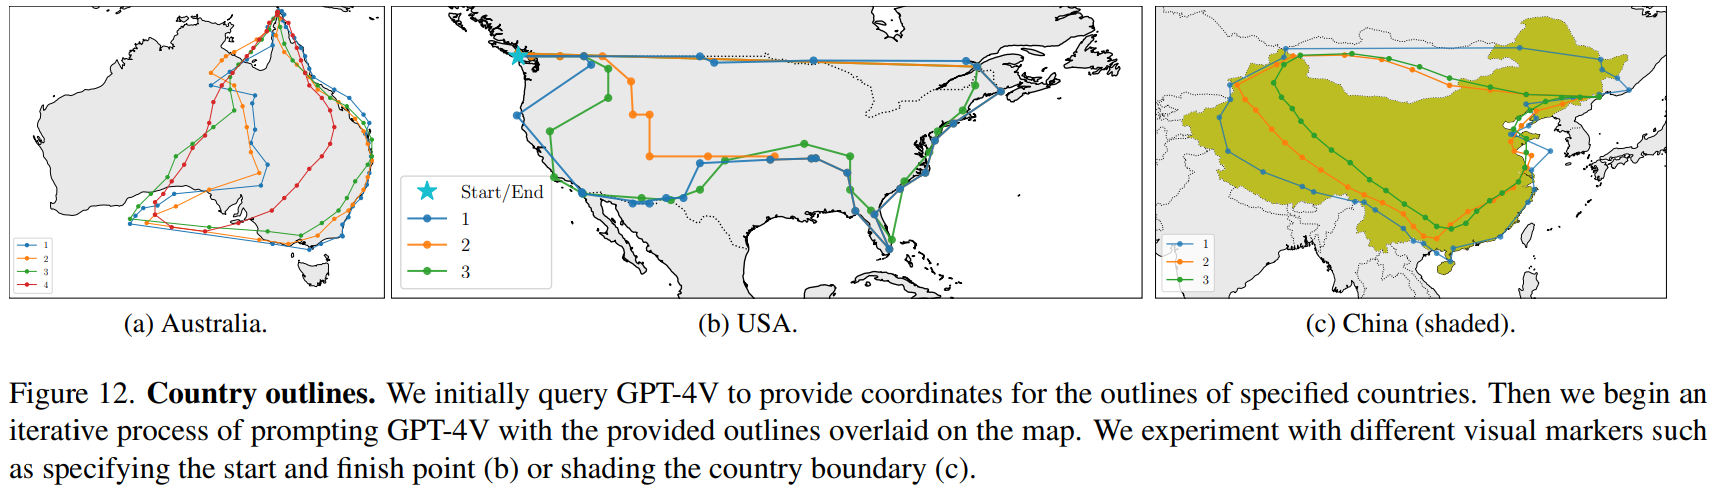 1
2
3
4
Start/End
1
2
3
1
2
3
(a) Australia.
(b) USA.
(c) China (shaded).
Figure 12. Country outlines. We initially query GPT-4V to provide coordinates for the outlines of specified countries. Then we begin an
iterative process of prompting GPT-4V with the provided outlines overlaid on the map. We experiment with different visual markers such
as specifying the start and finish point (b) or shading the country boundary (c).